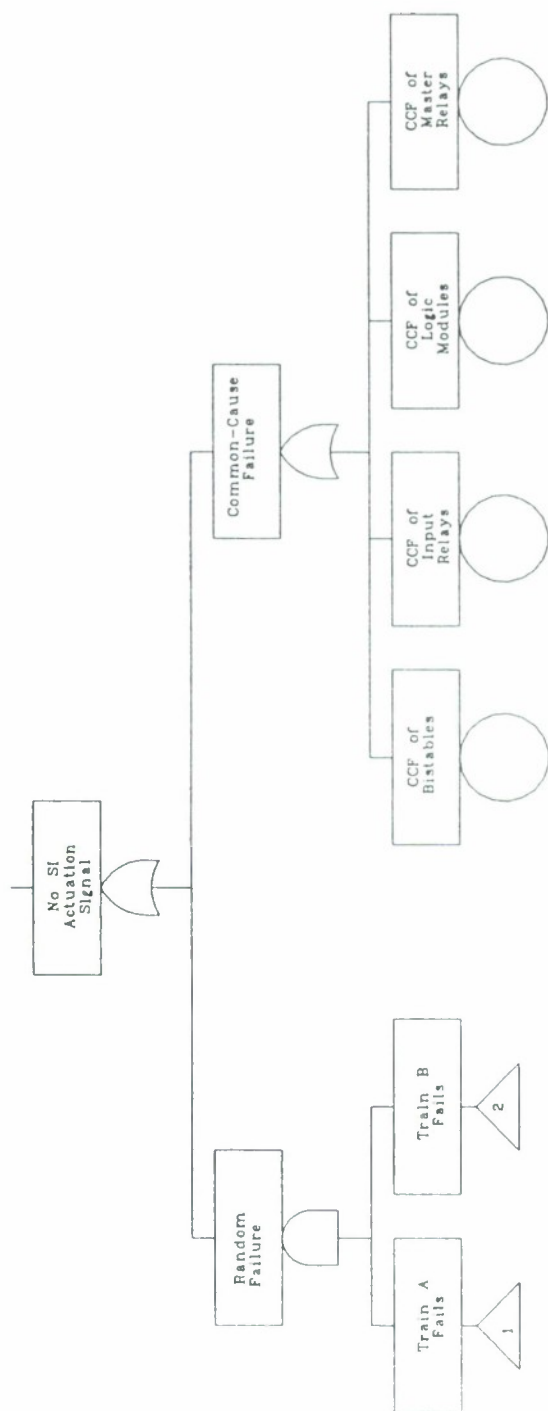 No SI
Actuation
Signal
Random
Failure
Common-Cause
Failure
Train A
Fails
1
Train B
Fails
2
CCF of
Bistables
CCF of
Input
Relays
CCF of
Logic
Modules
CCF of
Master
Relays